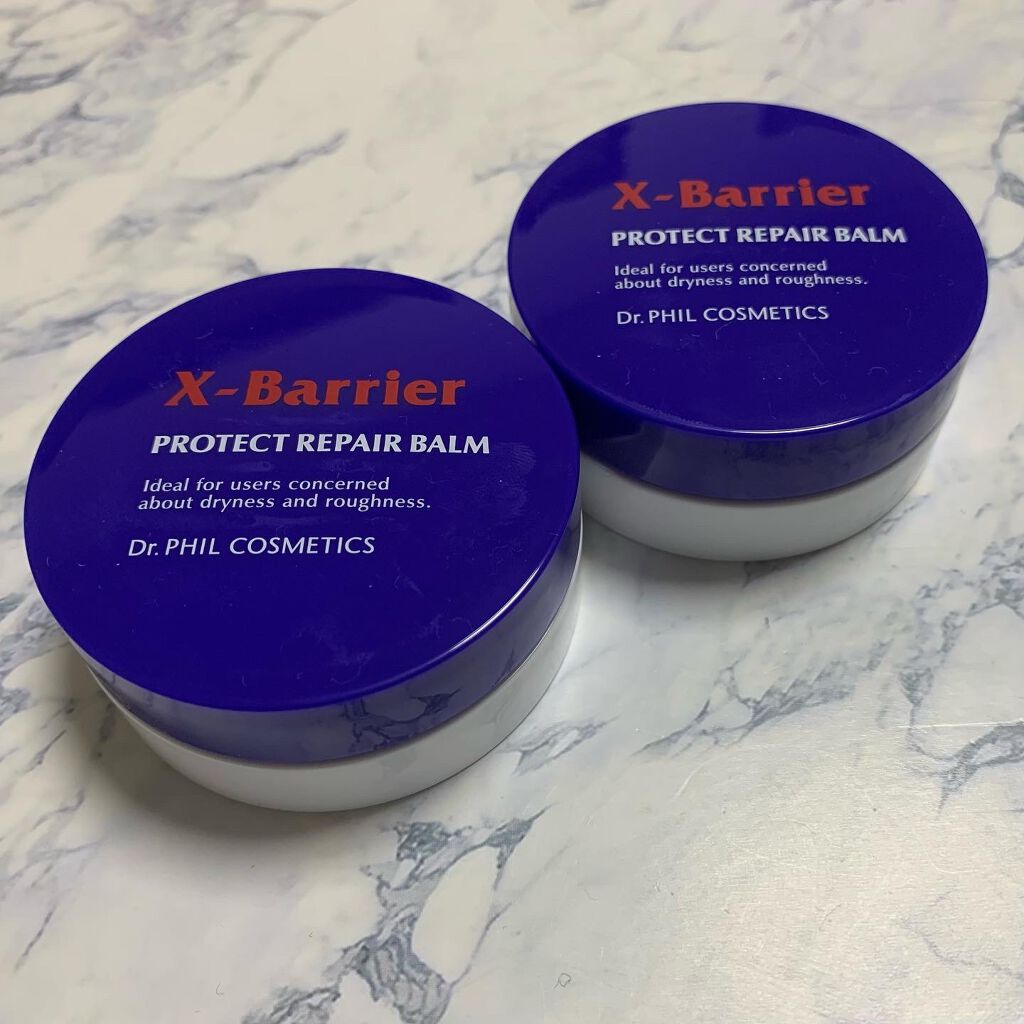 X-Barrier
PROTECT REPAIR BALM
Ideal for users concerned
about dryness and roughness.
Dr. PHIL COSMETICS
X-Barrier
PROTECT REPAIR BALM
Ideal for users concerned
about dryness and roughness.
Dr. PHIL COSMETICS